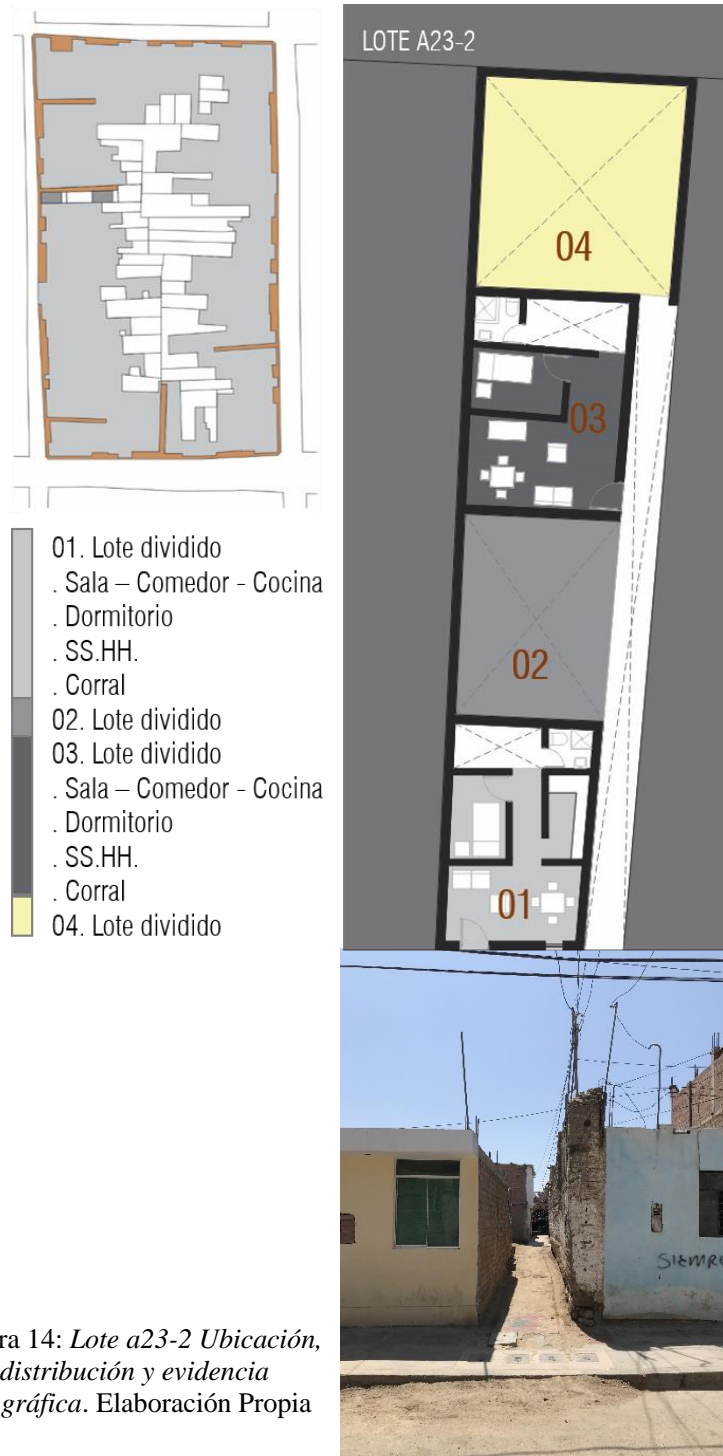 LOTE A23-2
04
03
02
01
01. Lote dividido
. Sala – Comedor - Cocina
. Dormitorio
. SS.HH.
. Corral
02. Lote dividido
03. Lote dividido
. Sala – Comedor - Cocina
. Dormitorio
. SS.HH.
. Corral
04. Lote dividido
SIEMPRE
ra 14: Lote a23-2 Ubicación,
distribución y evidencia
gráfica. Elaboración Propia